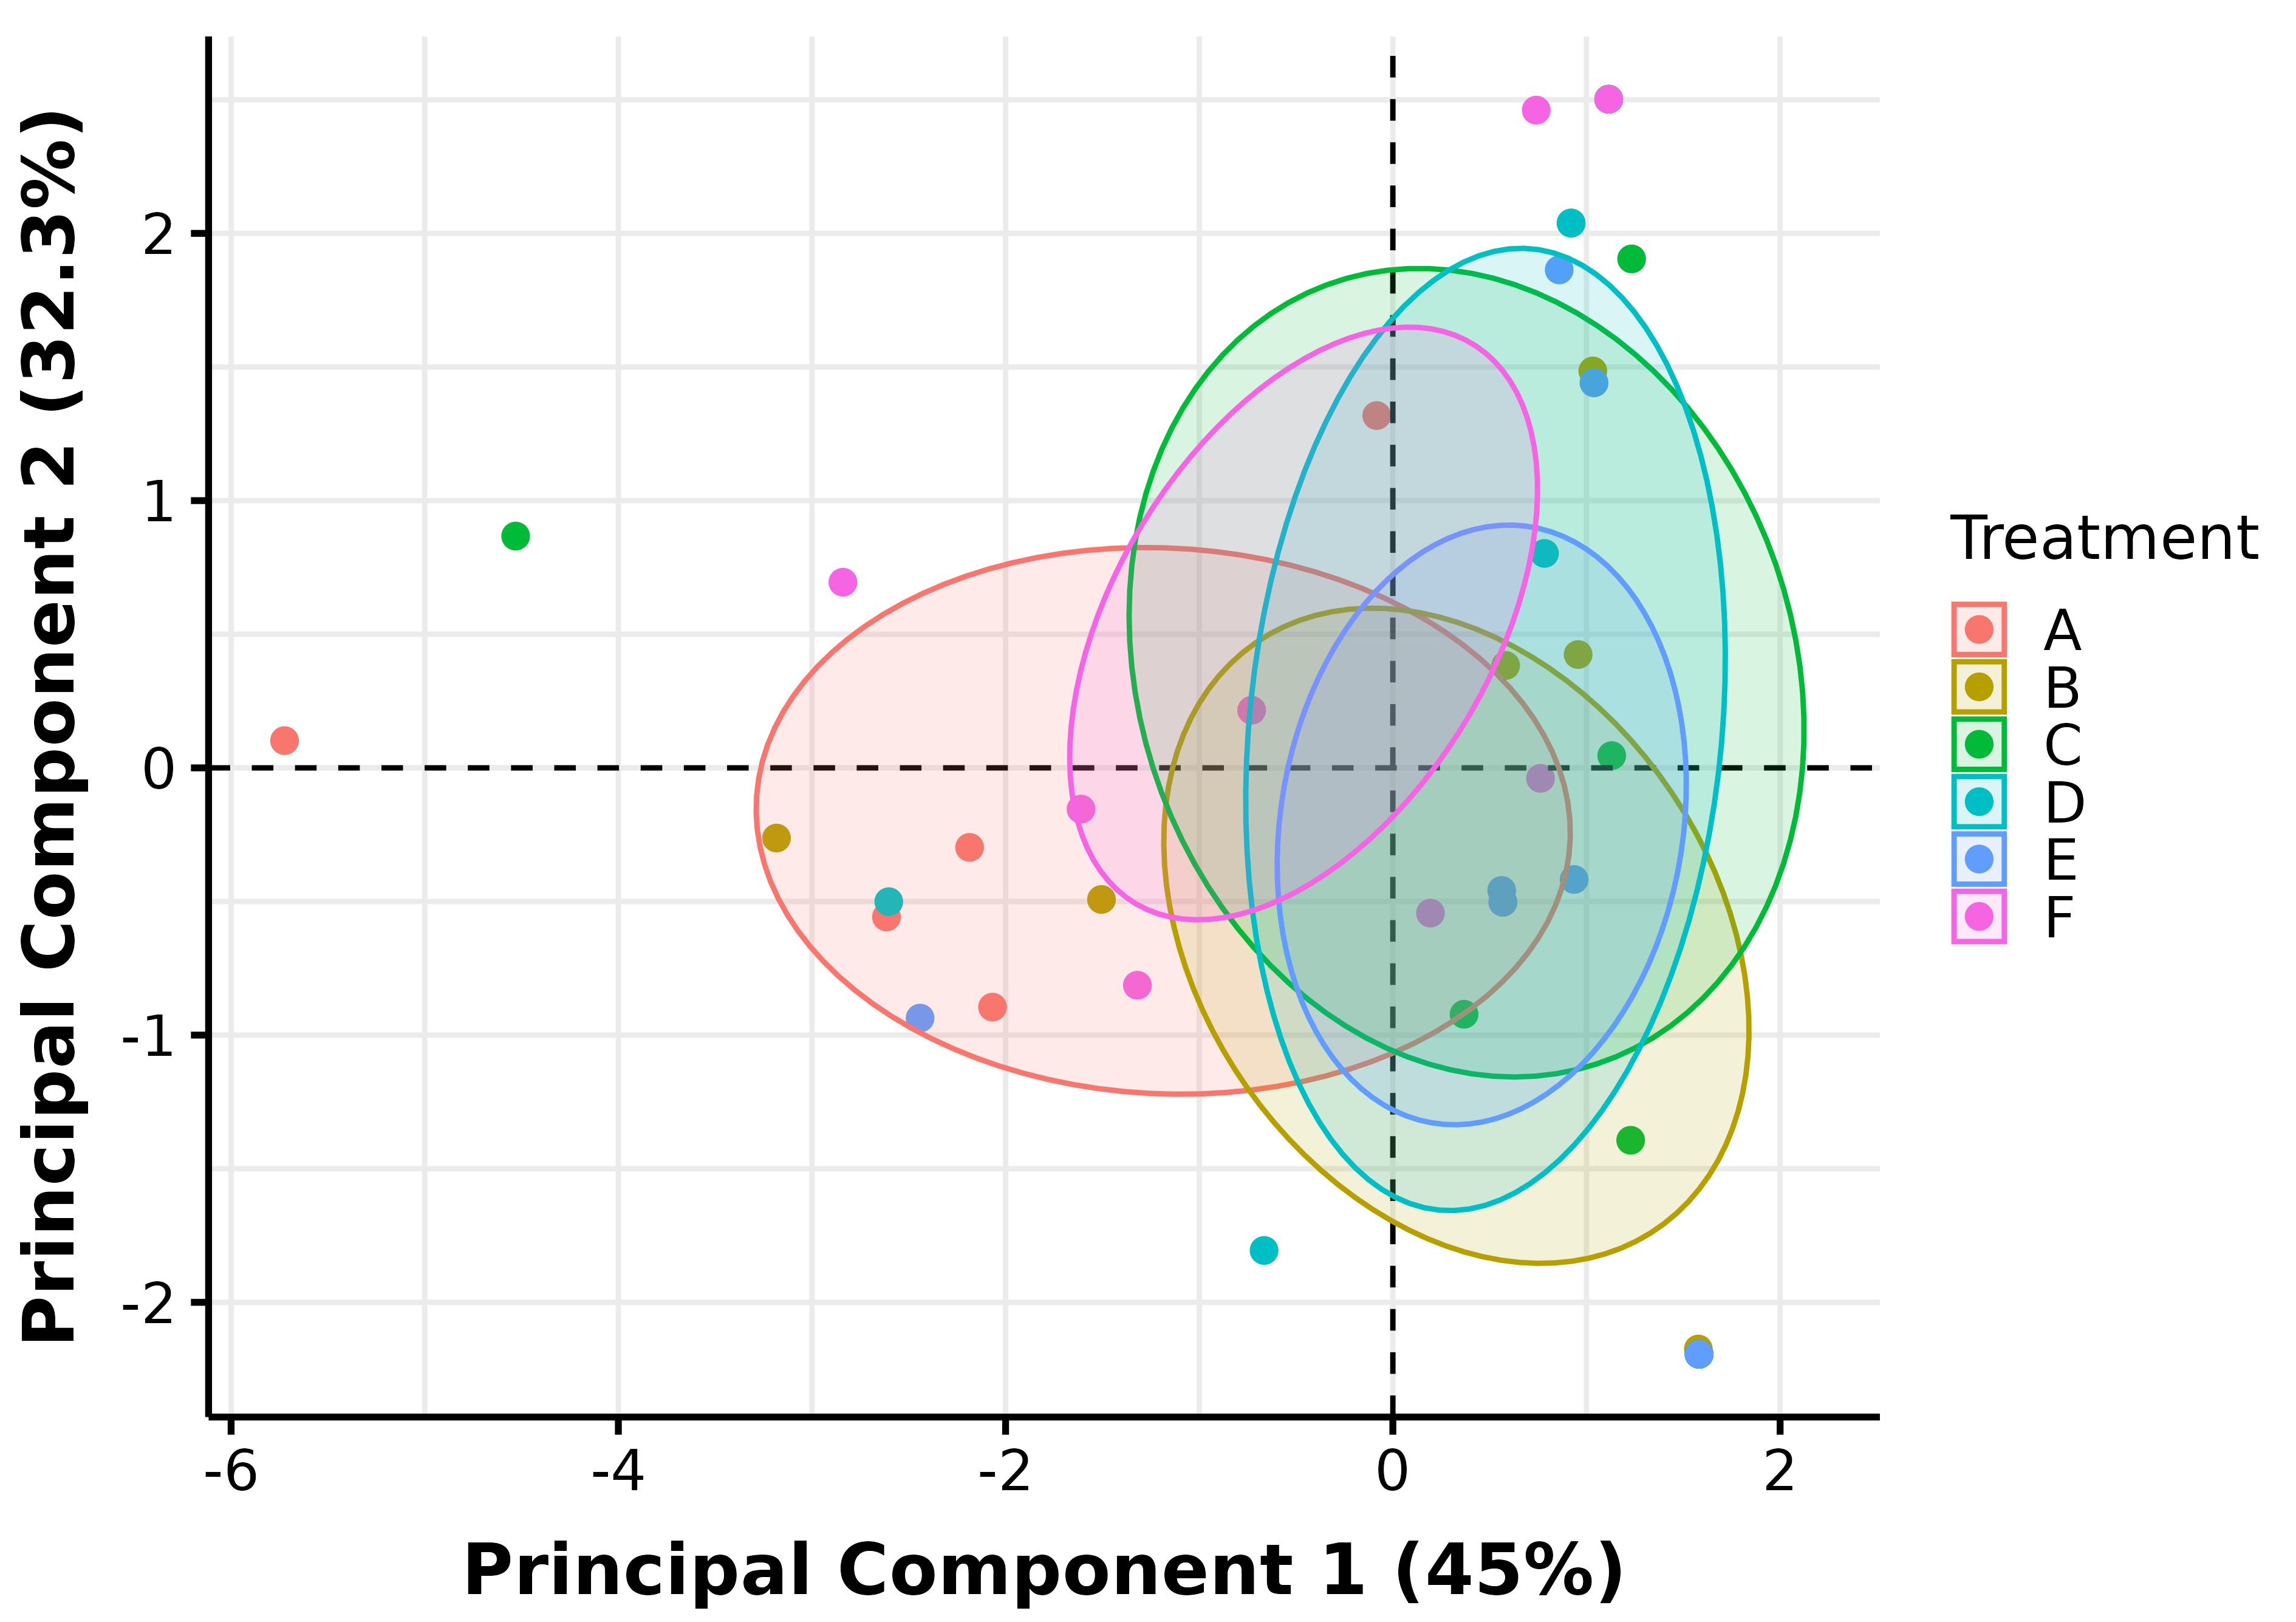 Principal Component 2 (32.3%)
2
1
0
-1
-2
-6
-4
-2
0
2
Principal Component 1 (45%)
Treatment
A
B
C
D
E
F